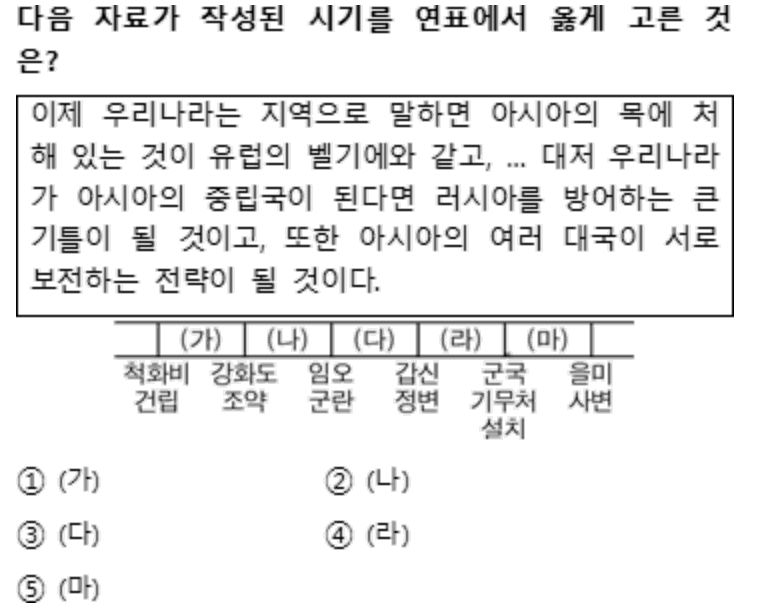 다음 자료가 작성된 시기를 연표에서 옳게 고른 것
은?
이제 우리나라는 지역으로 말하면 아시아의 목에 처
해 있는 것이 유럽의 벨기에와 같고, ... 대저 우리나라
가 아시아의 중립국이 된다면 러시아를 방어하는 큰
기틀이 될 것이고, 또한 아시아의 여러 대국이 서로
보전하는 전략이 될 것이다.
(가) (나) (다) (라) (마)
척화비 강화도 임오 갑신 군국 을미
건립 조약 군란 정변 기무처 사변
설치
① (가) ② (나)
③ (다) ④ (라)
⑤ (마)